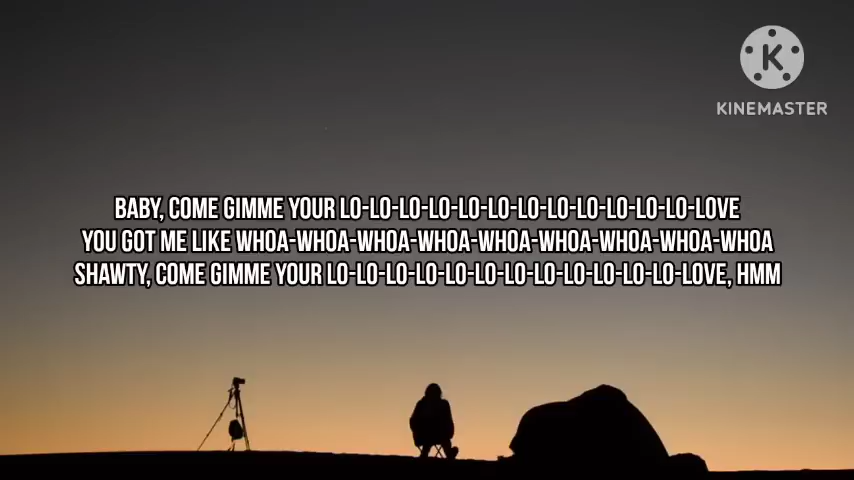 KINEMASTER
BABY, COME GIMME YOUR LO-LO-LO-LO-LO-LO-LO-LO-LO-LO-LO-LO-LOVE
YOU GOT ME LIKE WHOA-WHOA-WHOA-WHOA-WHOA-WHOA-WHOA-WHOA-WHOA
SHAWTY, COME GIMME YOUR LO-LO-LO-LO-LO-LO-LO-LO-LO-LO-LO-LO-LOVE, HMM